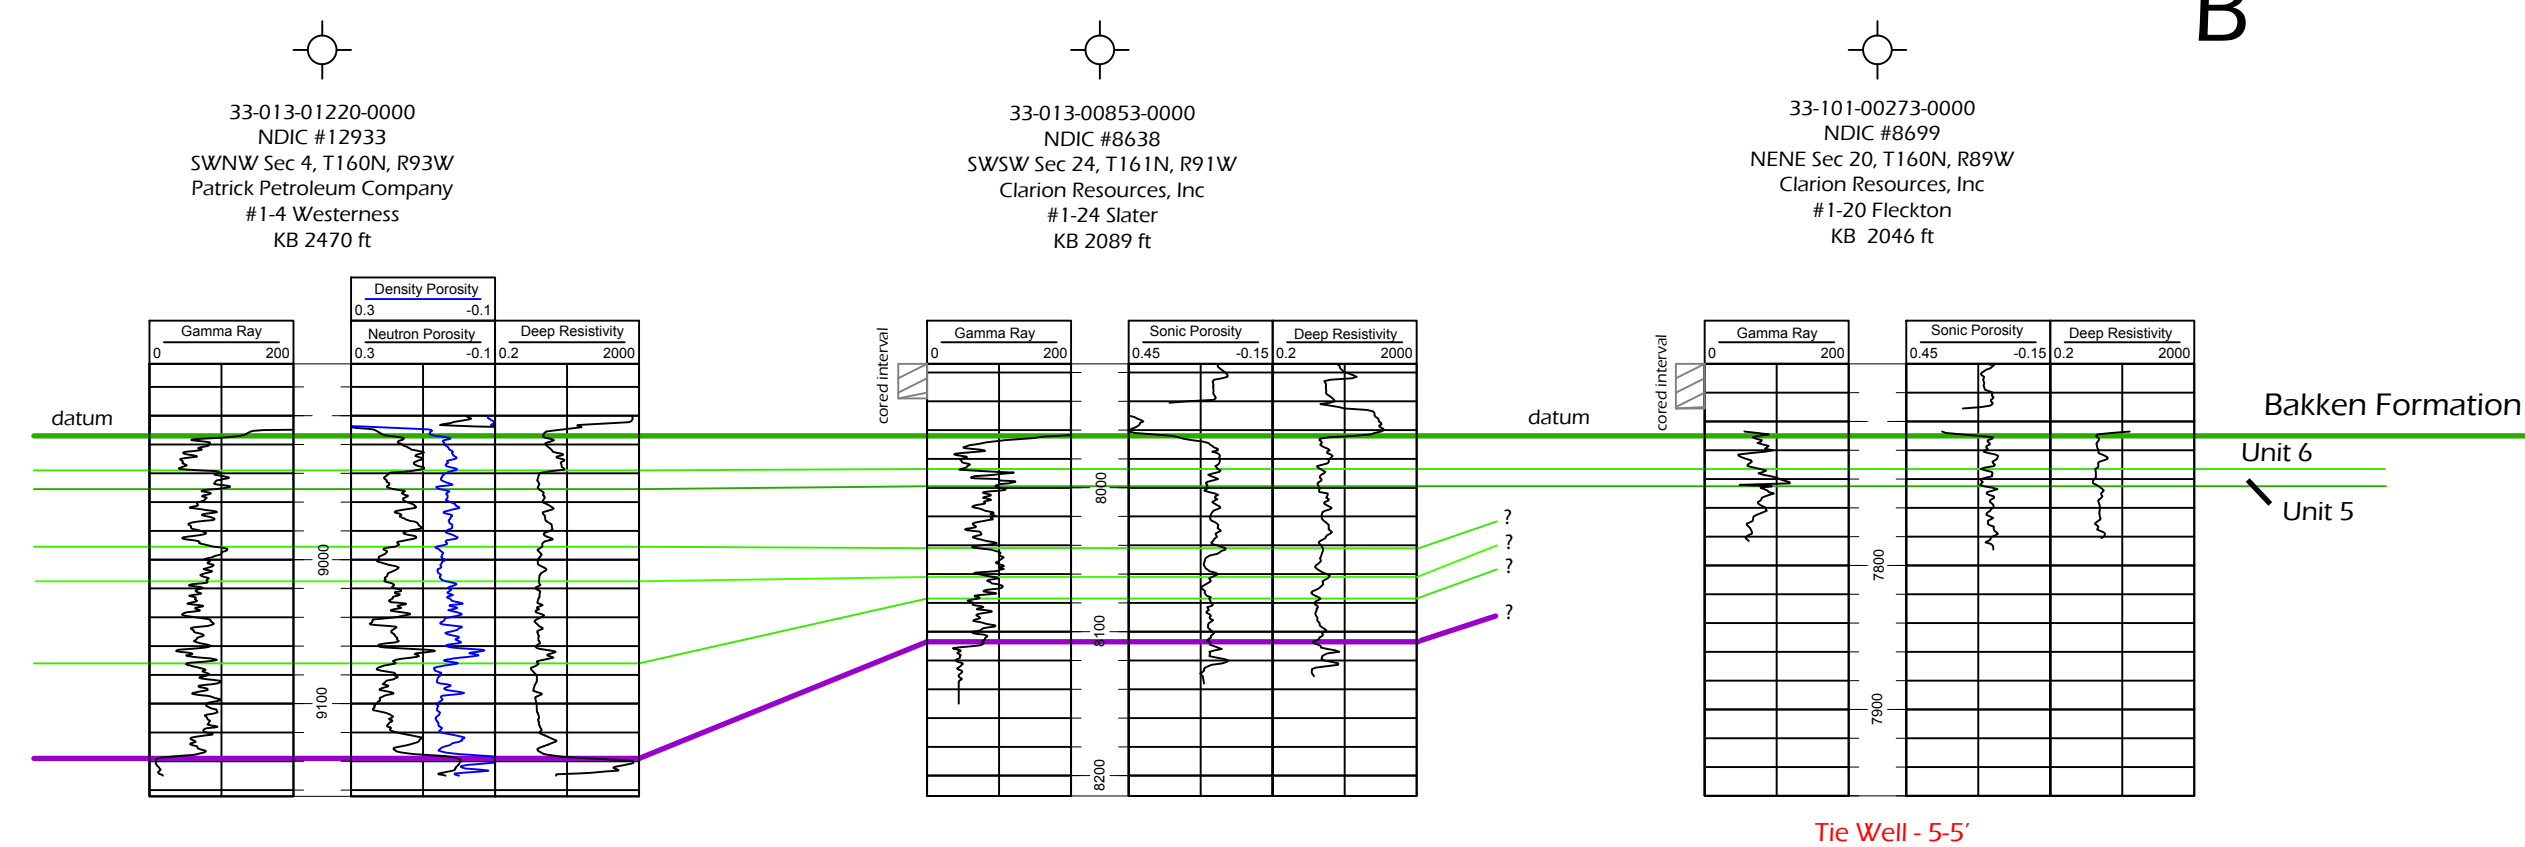 B
33-013-01220-0000
NDIC #12933
SWNW Sec 4, T160N, R93W
Patrick Petroleum Company
#1-4 Westerness
KB 2470 ft
33-013-00853-0000
NDIC #8638
SWSW Sec 24, T161N, R91W
Clarion Resources, Inc
#1-24 Slater
KB 2089 ft
33-101-00273-0000
NDIC #8699
NENE Sec 20, T160N, R89W
Clarion Resources, Inc
#1-20 Fleckton
KB 2046 ft
Density Porosity
0.3 -0.1
Gamma Ray
0 200
Neutron Porosity
0.3 -0.1
Deep Resistivity
0.2 2000
datum
9000
9100
cored interval
Gamma Ray
0 200
Sonic Porosity
0.45 -0.15
Deep Resistivity
0.2 2000
8000
8100
8200
?
?
?
?
datum
cored interval
Gamma Ray
0 200
Sonic Porosity
0.45 -0.15
Deep Resistivity
0.2 2000
7800
7900
Bakken Formation
Unit 6
Unit 5
Tie Well - 5-5’